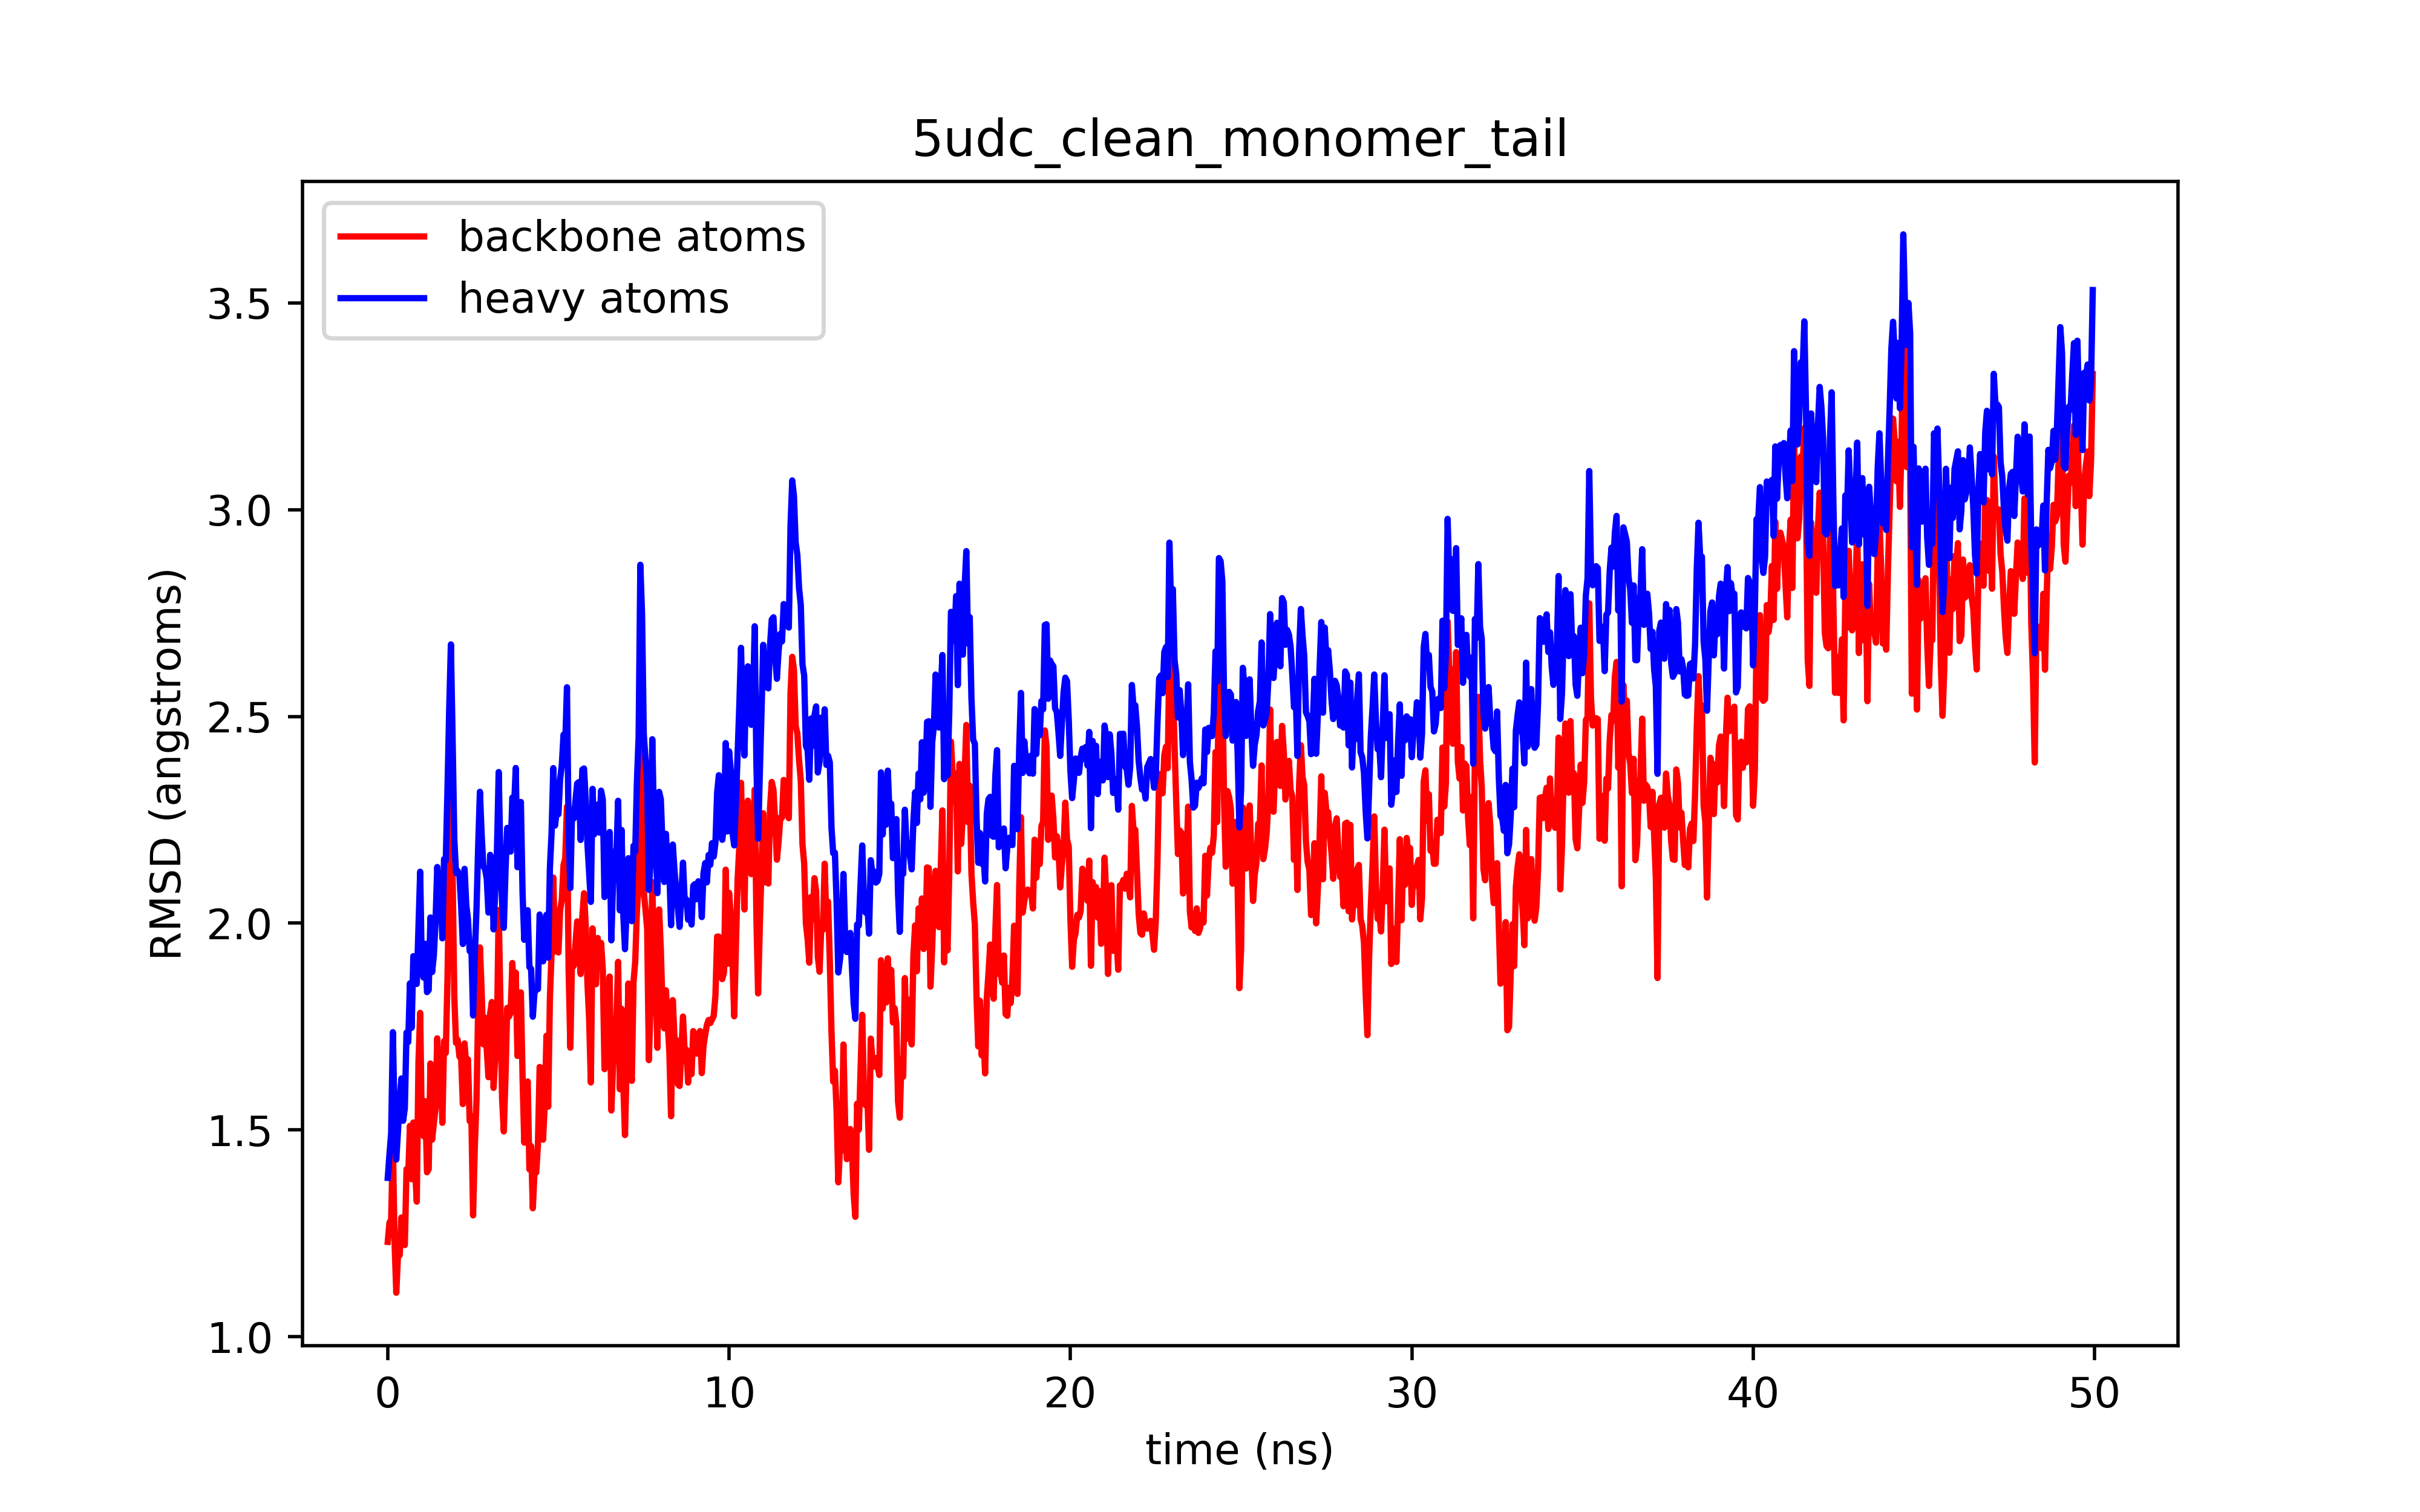 5udc_clean_monomer_tail
backbone atoms
heavy atoms
RMSD (angstroms)
3.5
3.0
2.5
2.0
1.5
1.0
0 10 20 30 40 50
time (ns)